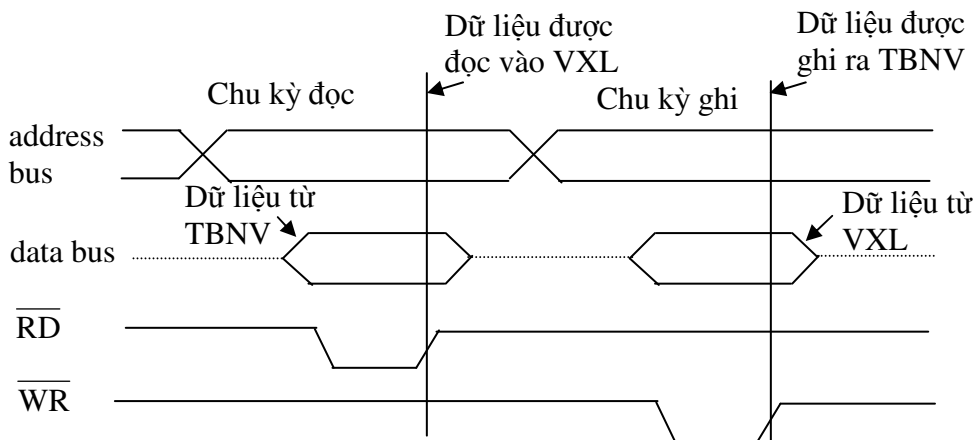 Dữ liệu được
đọc vào VXL
Dữ liệu được
ghi ra TBNV
Chu kỳ đọc
Chu kỳ ghi
address
bus
Dữ liệu từ
TBNV
Dữ liệu từ
VXL
data bus
RD
WR